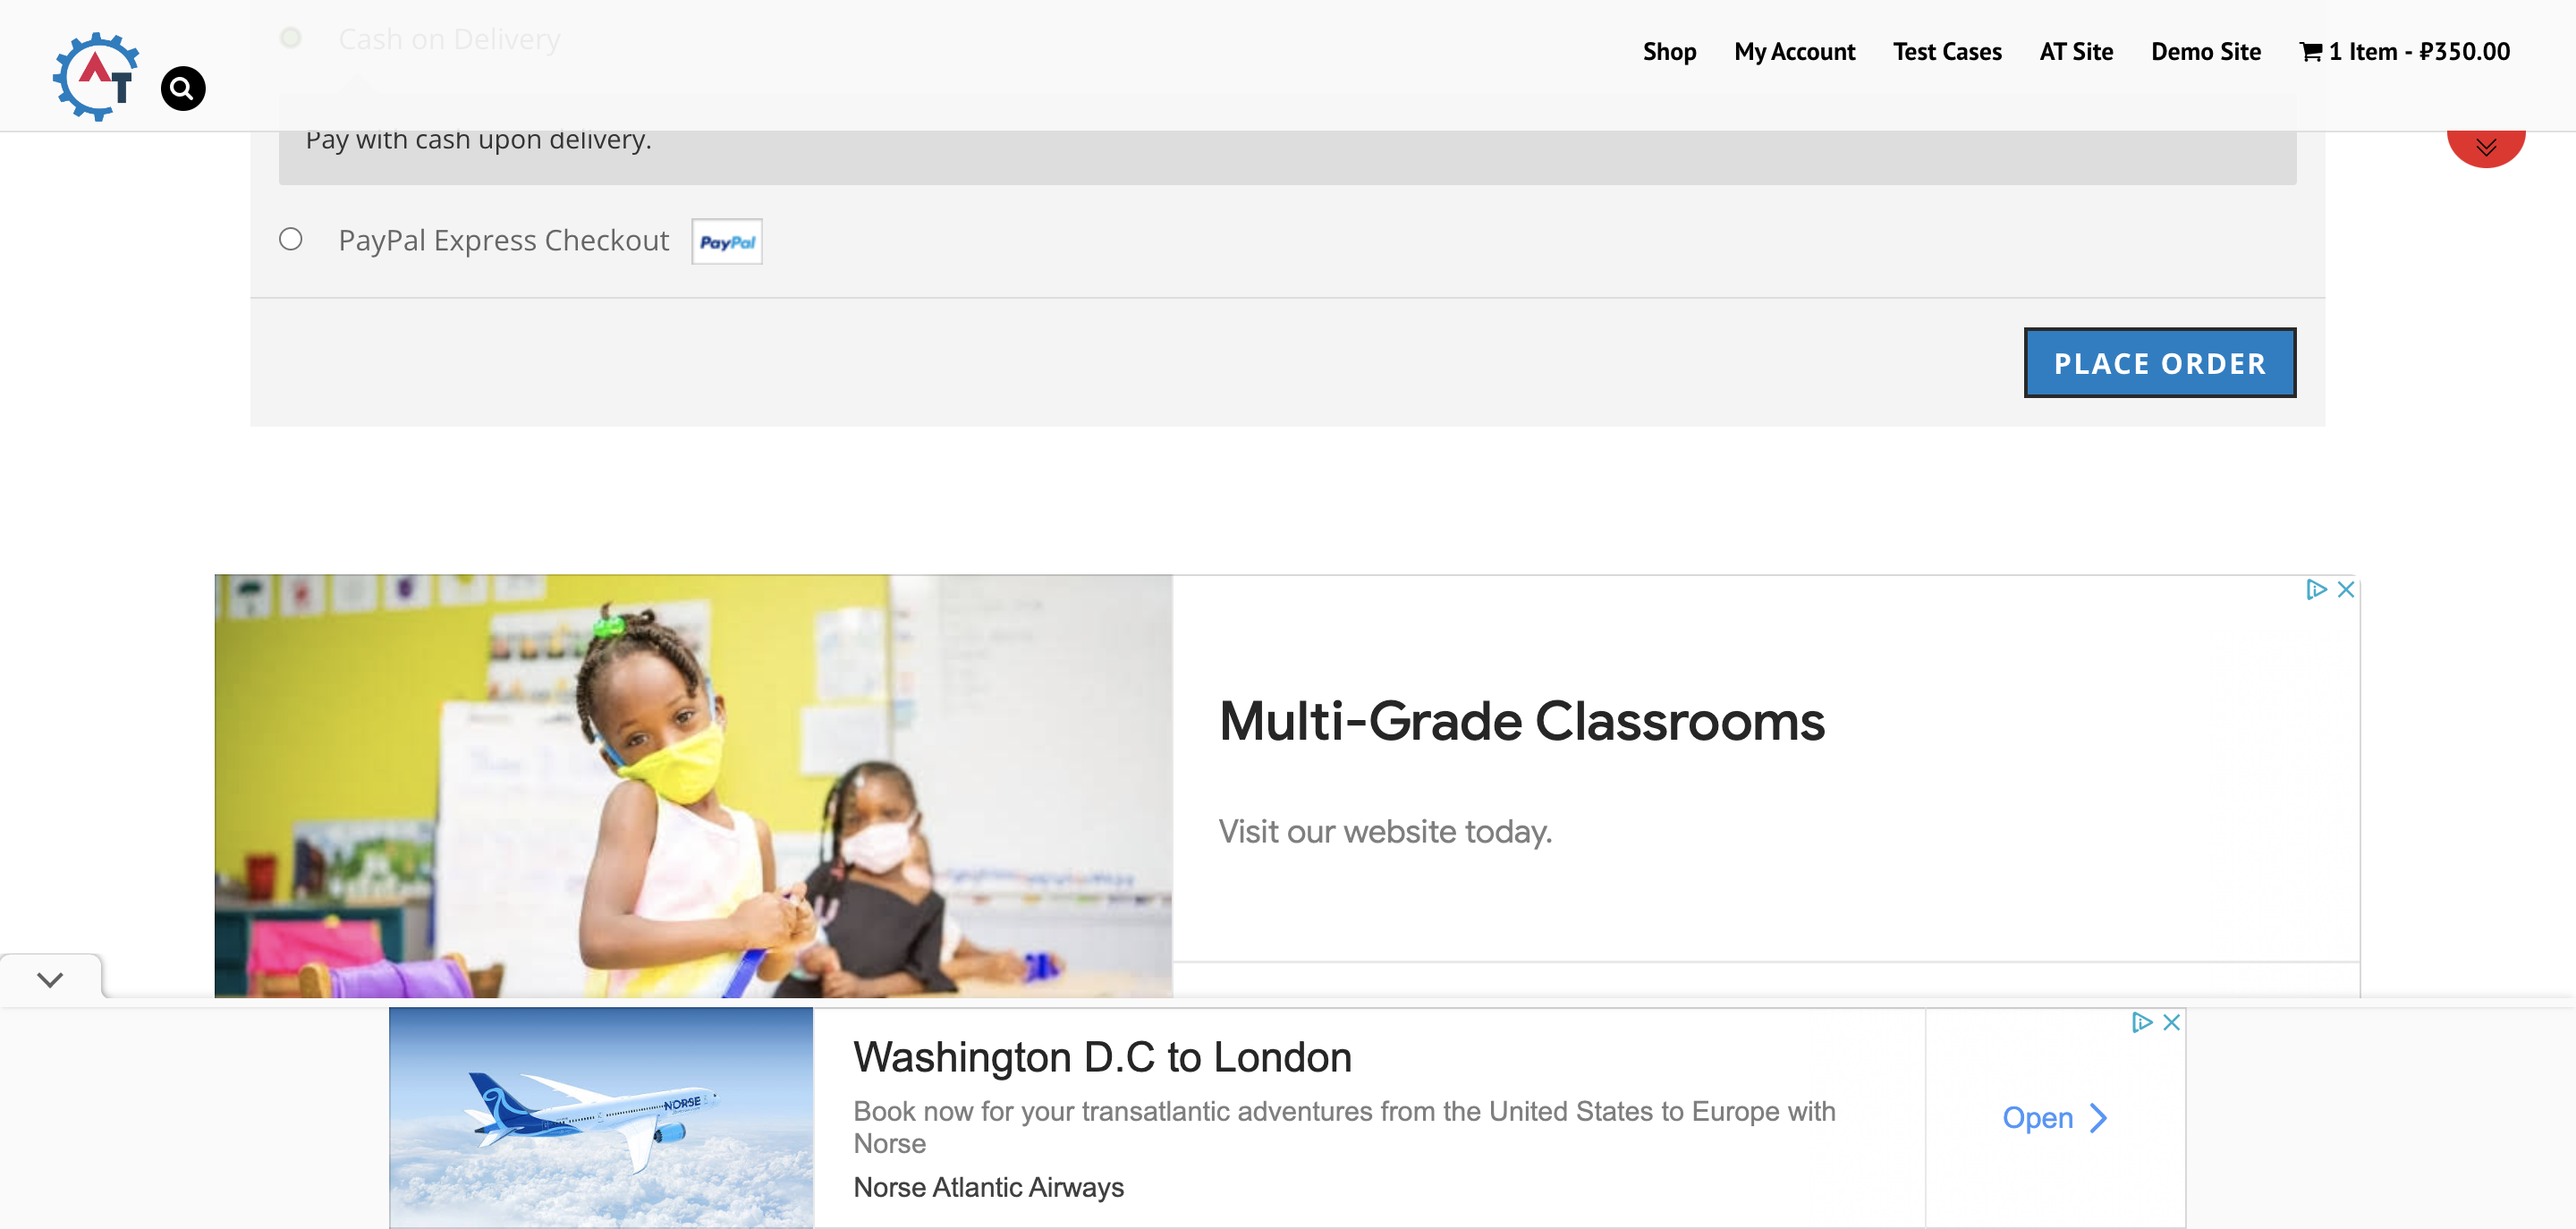 Cash on Delivery
AT
Shop My Account Test Cases AT Site Demo Site 1 Item - ₽350.00
Pay with cash upon delivery.
PayPal Express Checkout PayPal
PLACE ORDER
Multi-Grade Classrooms
Visit our website today.
Washington D.C to London
Book now for your transatlantic adventures from the United States to Europe with
Norse
Norse Atlantic Airways
Open
NORSE